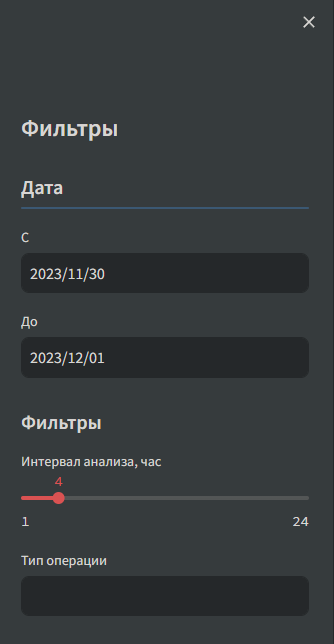 Фильтры
Дата
С
2023/11/30
До
2023/12/01
Фильтры
Интервал анализа, час
4
1 24
Тип операции